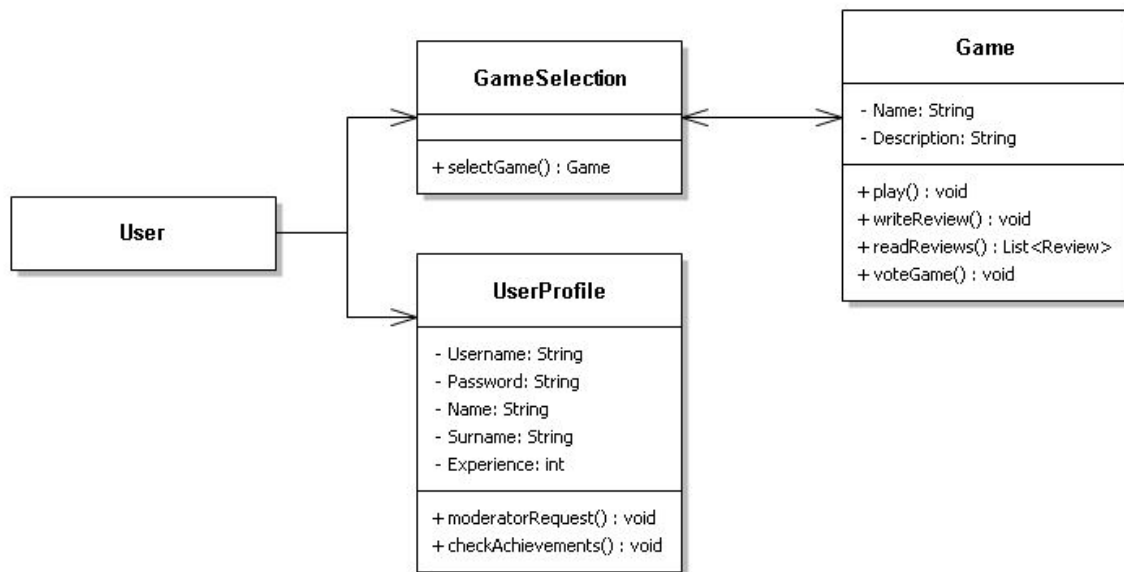 User
GameSelection
+ selectGame() : Game
UserProfile
- Username: String
- Password: String
- Name: String
- Surname: String
- Experience: int
+ moderatorRequest() : void
+ checkAchievements() : void
Game
- Name: String
- Description: String
+ play() : void
+ writeReview() : void
+ readReviews() : List<Review>
+ voteGame() : void